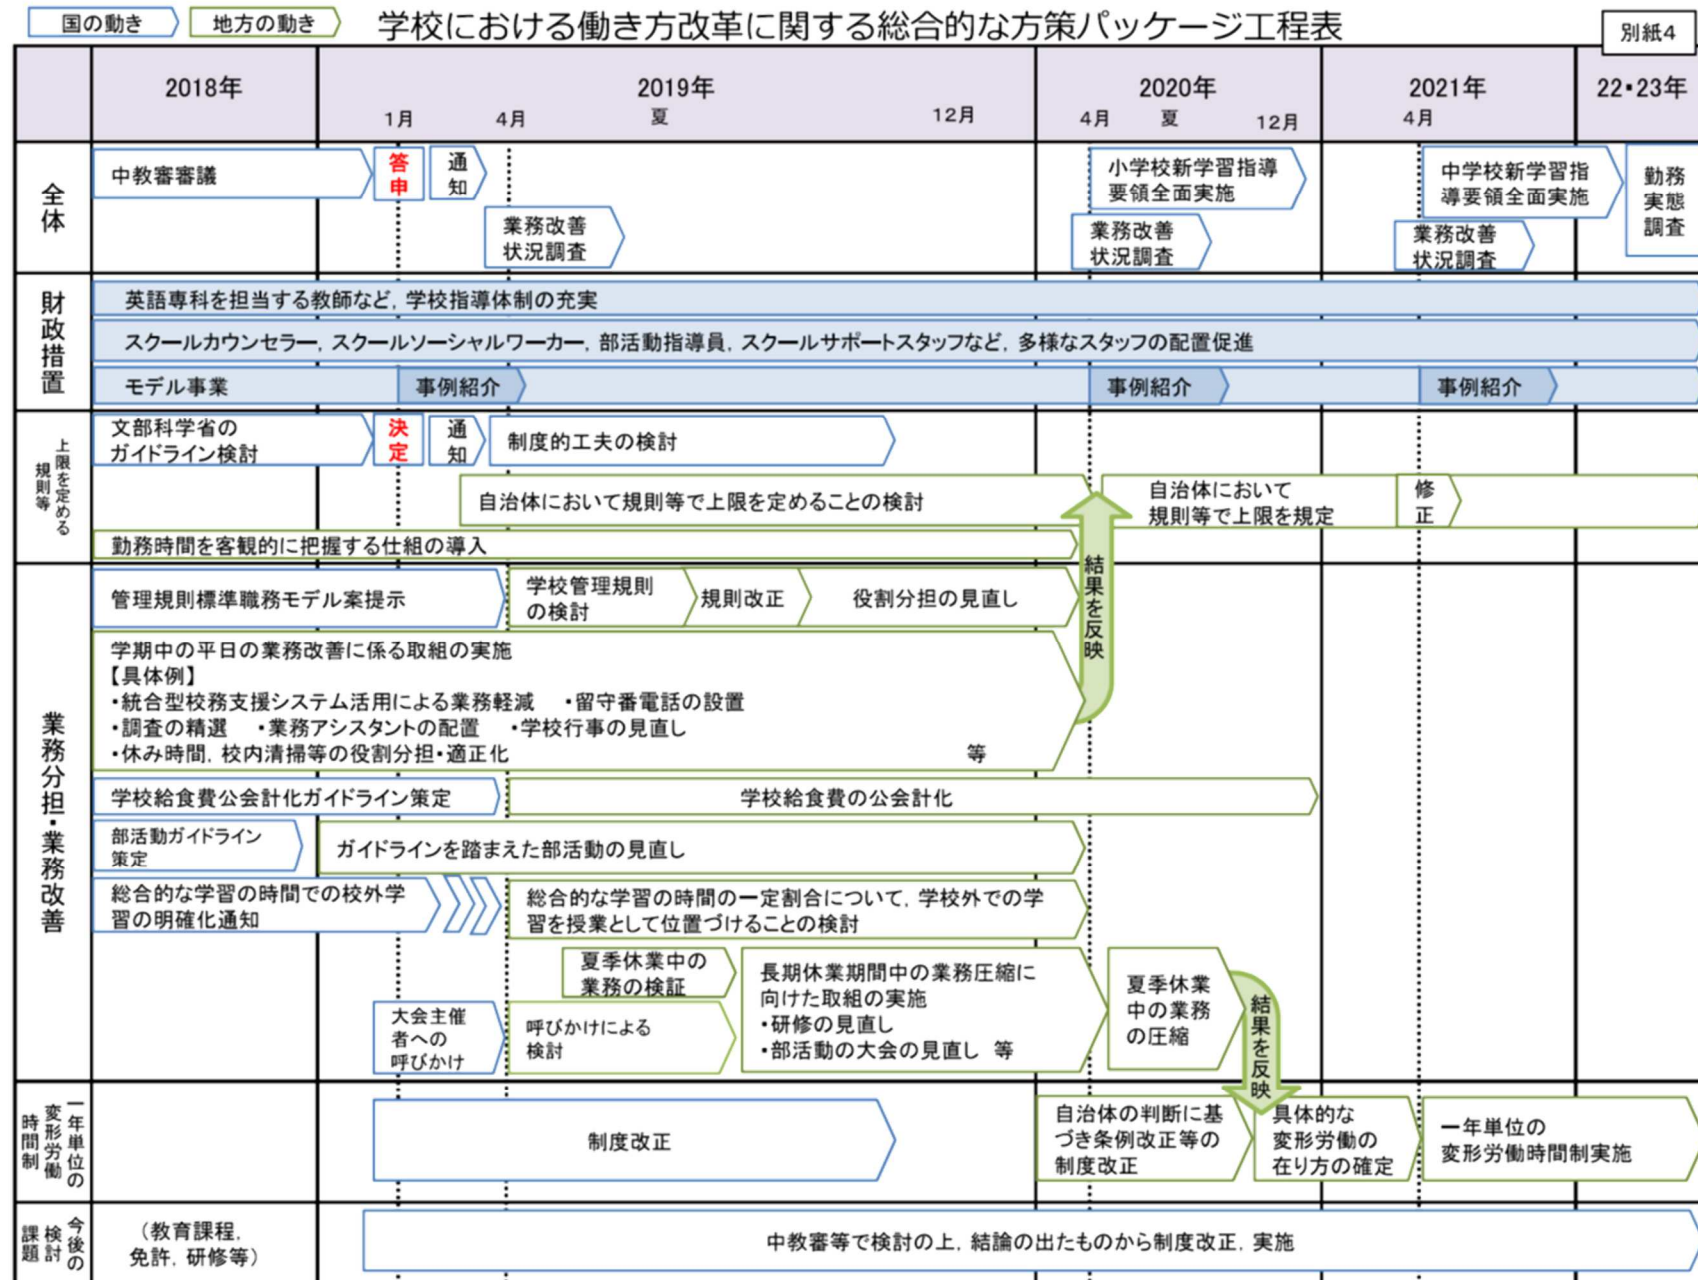 国の動き
地方の動き
学校における働き方改革に関する総合的な方策パッケージ工程表
別紙4
2018年
2019年
2020年
2021年
22・23年
1月
4月
夏
12月
4月
夏
12月
4月
全体
中教審審議
答申
通知
業務改善
状況調査
小学校新学習指導
要領全面実施
業務改善
状況調査
中学校新学習指
導要領全面実施
業務改善
状況調査
勤務
実態
調査
財政措置
英語専科を担当する教師など，学校指導体制の充実
スクールカウンセラー，スクールソーシャルワーカー，部活動指導員，スクールサポートスタッフなど，多様なスタッフの配置促進
モデル事業
事例紹介
事例紹介
事例紹介
上限を定める
規則等
文部科学省の
ガイドライン検討
決定
通知
制度的工夫の検討
自治体において規則等で上限を定めることの検討
自治体において
規則等で上限を規定
修正
勤務時間を客観的に把握する仕組の導入
結果を反映
業務分担・業務改善
管理規則標準職務モデル案提示
学校管理規則
の検討
規則改正
役割分担の見直し
学期中の平日の業務改善に係る取組の実施
【具体例】
・統合型校務支援システム活用による業務軽減　・留守番電話の設置
・調査の精選　・業務アシスタントの配置　・学校行事の見直し
・休み時間，校内清掃等の役割分担・適正化　等
学校給食費公会計化ガイドライン策定
学校給食費の公会計化
部活動ガイドライン
策定
ガイドラインを踏まえた部活動の見直し
総合的な学習の時間での校外学
習の明確化通知
総合的な学習の時間の一定割合について，学校外での学
習を授業として位置づけることの検討
夏季休業中の
業務の検証
大会主催
者への
呼びかけ
呼びかけによる
検討
長期休業期間中の業務圧縮に
向けた取組の実施
・研修の見直し
・部活動の大会の見直し　等
夏季休業
中の業務
の圧縮
結果を反映
一年単位の
変形労働
時間制
制度改正
自治体の判断に基
づき条例改正等の
制度改正
具体的な
変形労働の
在り方の確定
一年単位の
変形労働時間制実施
今後の
検討
課題
（教育課程，
免許，研修等）
中教審等で検討の上，結論の出たものから制度改正，実施